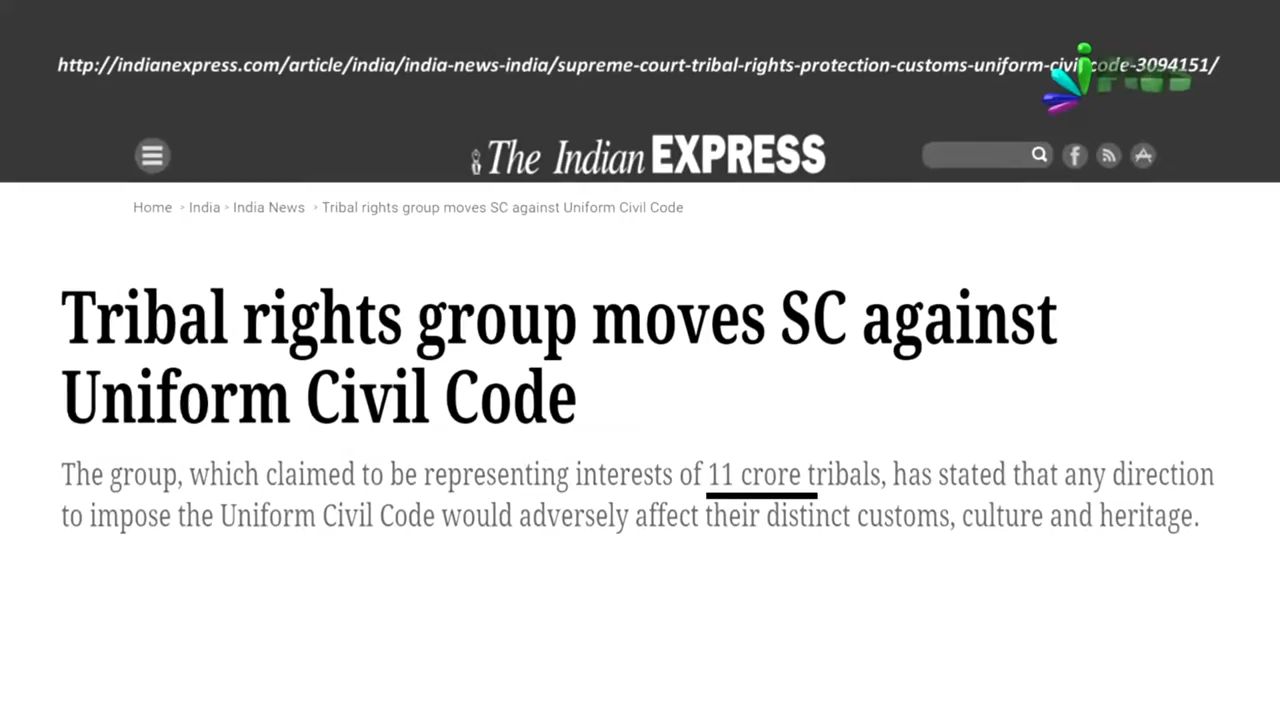 http://indianexpress.com/article/india/india-news-india/supreme-court-tribal-rights-protection-customs-uniform-civil-code-3094151/
The Indian EXPRESS
Home > India > India News > Tribal rights group moves SC against Uniform Civil Code
Tribal rights group moves SC against
Uniform Civil Code
The group, which claimed to be representing interests of 11 crore tribals, has stated that any direction
to impose the Uniform Civil Code would adversely affect their distinct customs, culture and heritage.